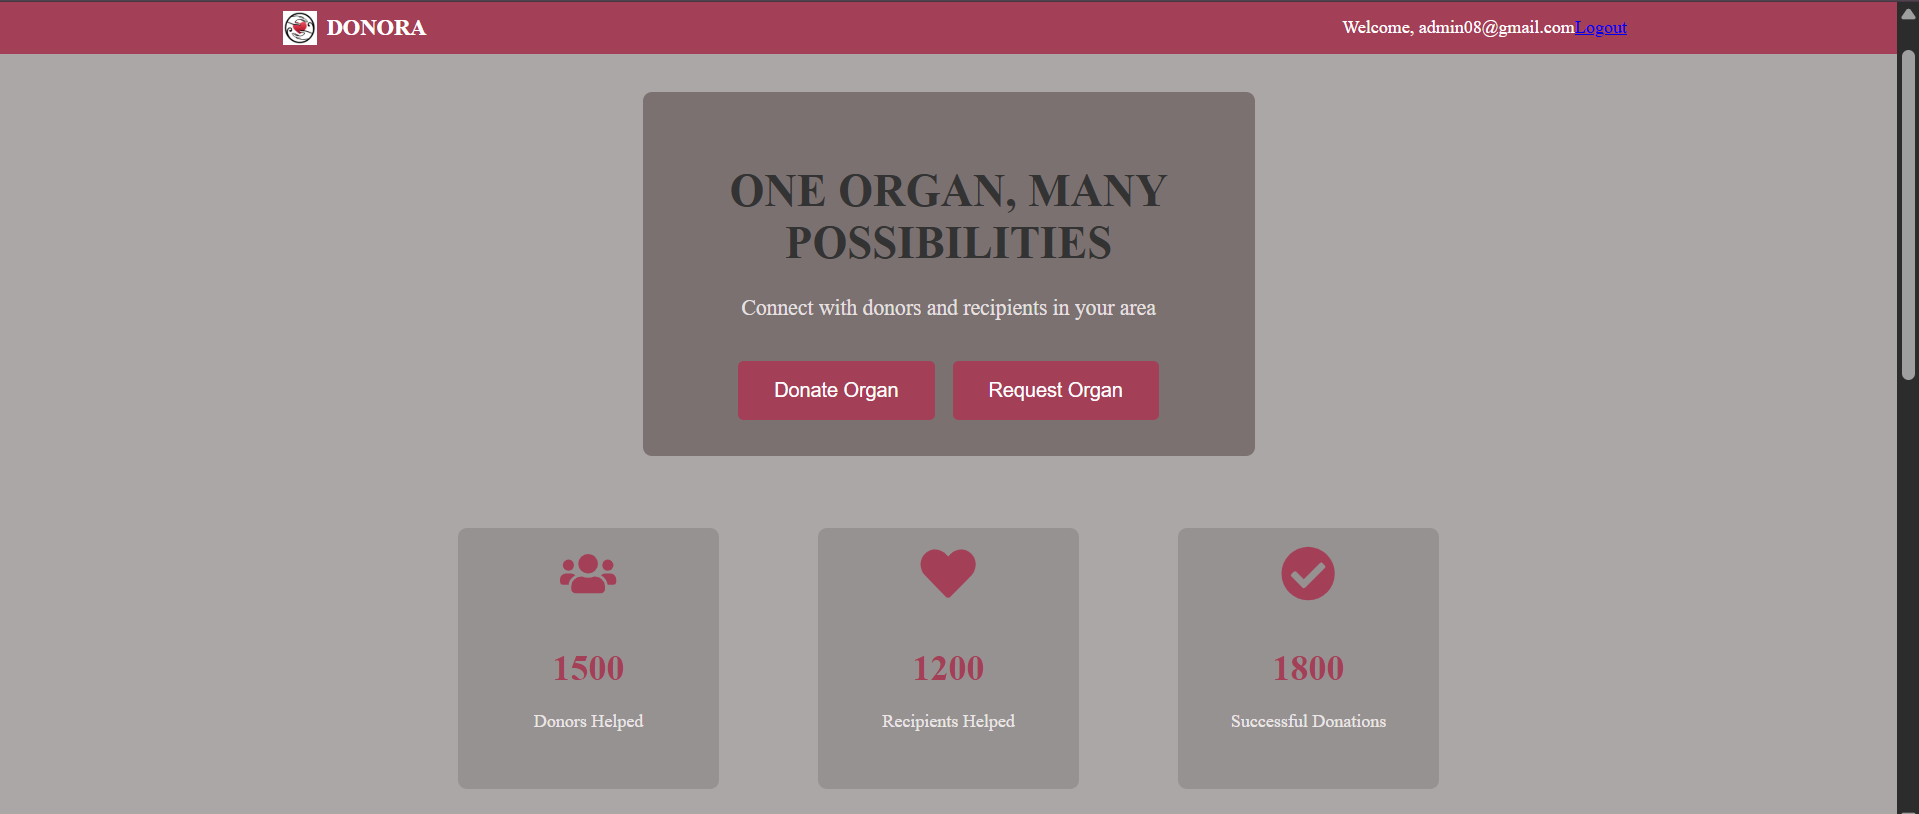 DONORA
Welcome, admin08@gmail.comLogout
ONE ORGAN, MANY
POSSIBILITIES
Connect with donors and recipients in your area
Donate Organ
Request Organ
1500
Donors Helped
1200
Recipients Helped
1800
Successful Donations